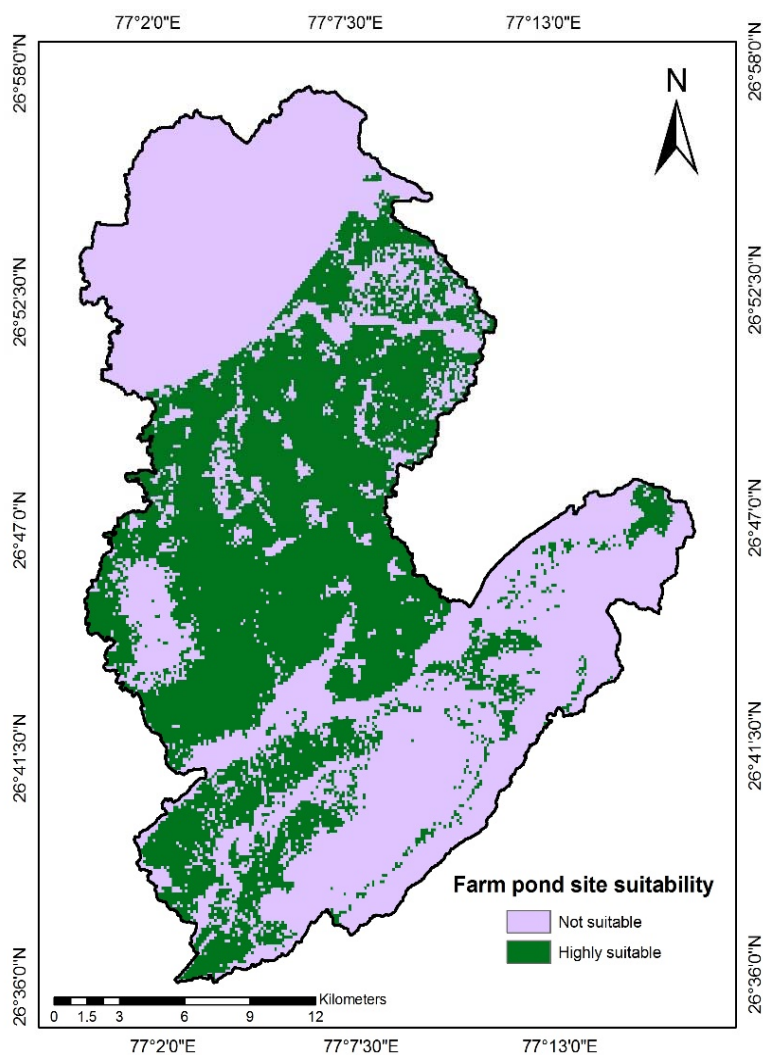 77°2'0"E 77°7'30"E 77°13'0"E
26°58'0"N 26°58'0"N
N
26°52'30"N 26°52'30"N
26°47'0"N 26°47'0"N
26°41'30"N 26°41'30"N
Farm pond site suitability
Not suitable
Highly suitable
26°36'0"N 26°36'0"N
Kilometers
0 1.5 3 6 9 12
77°2'0"E 77°7'30"E 77°13'0"E